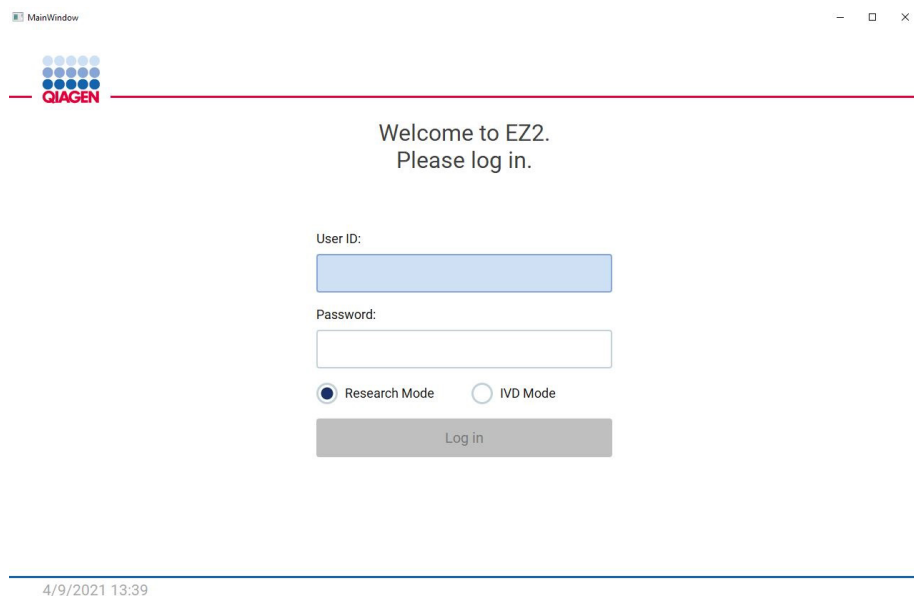 MainWindow
QIAGEN
Welcome to EZ2.
Please log in.
User ID:
Password:
Research Mode IVD Mode
Log in
4/9/2021 13:39